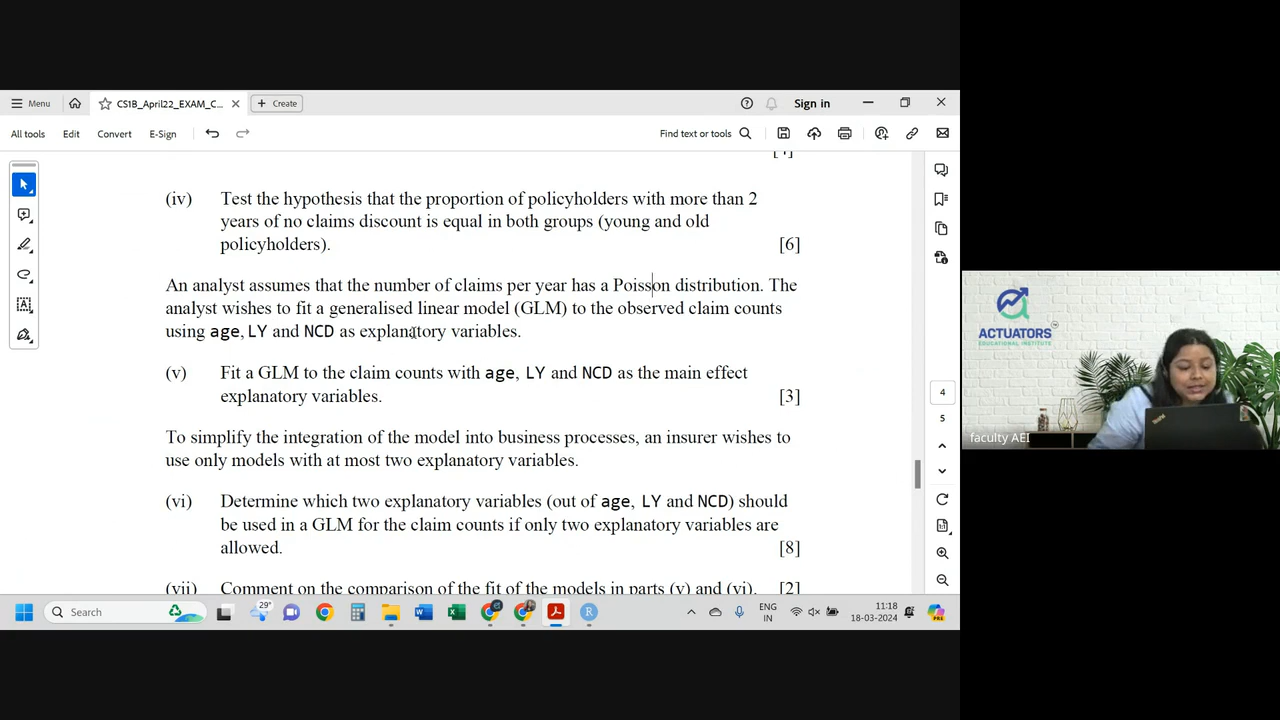 Menu
CS1B_April22_EXAM_C...
Create
Sign in
All tools
Edit
Convert
E-Sign
Find text or tools
[4]
(iv) Test the hypothesis that the proportion of policyholders with more than 2
years of no claims discount is equal in both groups (young and old
policyholders). [6]
An analyst assumes that the number of claims per year has a Poisson distribution. The
analyst wishes to fit a generalised linear model (GLM) to the observed claim counts
using age, LY and NCD as explanatory variables.
(v) Fit a GLM to the claim counts with age, LY and NCD as the main effect
explanatory variables. [3]
To simplify the integration of the model into business processes, an insurer wishes to
use only models with at most two explanatory variables.
(vi) Determine which two explanatory variables (out of age, LY and NCD) should
be used in a GLM for the claim counts if only two explanatory variables are
allowed. [8]
(vii) Comment on the comparison of the fit of the models in parts (v) and (vi). [2]
4
5
ACTUATORS
EDUCATIONAL INSTITUTE
faculty AEI
Search
29°
ENG
IN
11:18
18-03-2024